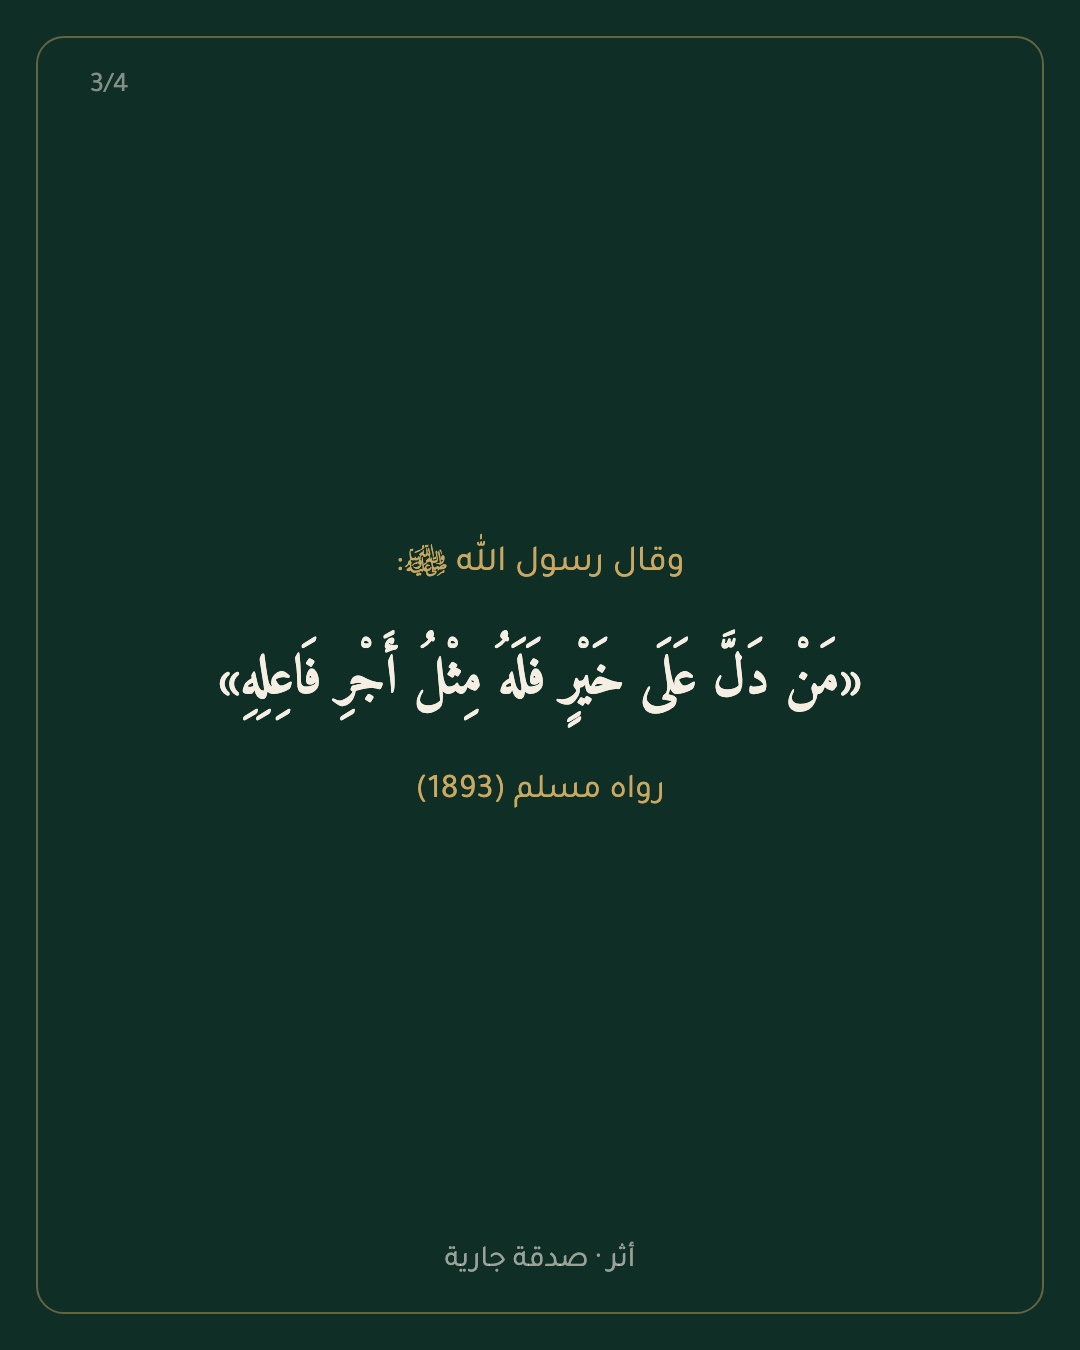 3/4
وقال رسول الله ﷺ:
«مَنْ دَلَّ عَلَى خَيْرٍ فَلَهُ مِثْلُ أَجْرِ فَاعِلِهِ»
رواه مسلم (1893)
أثر · صدقة جارية